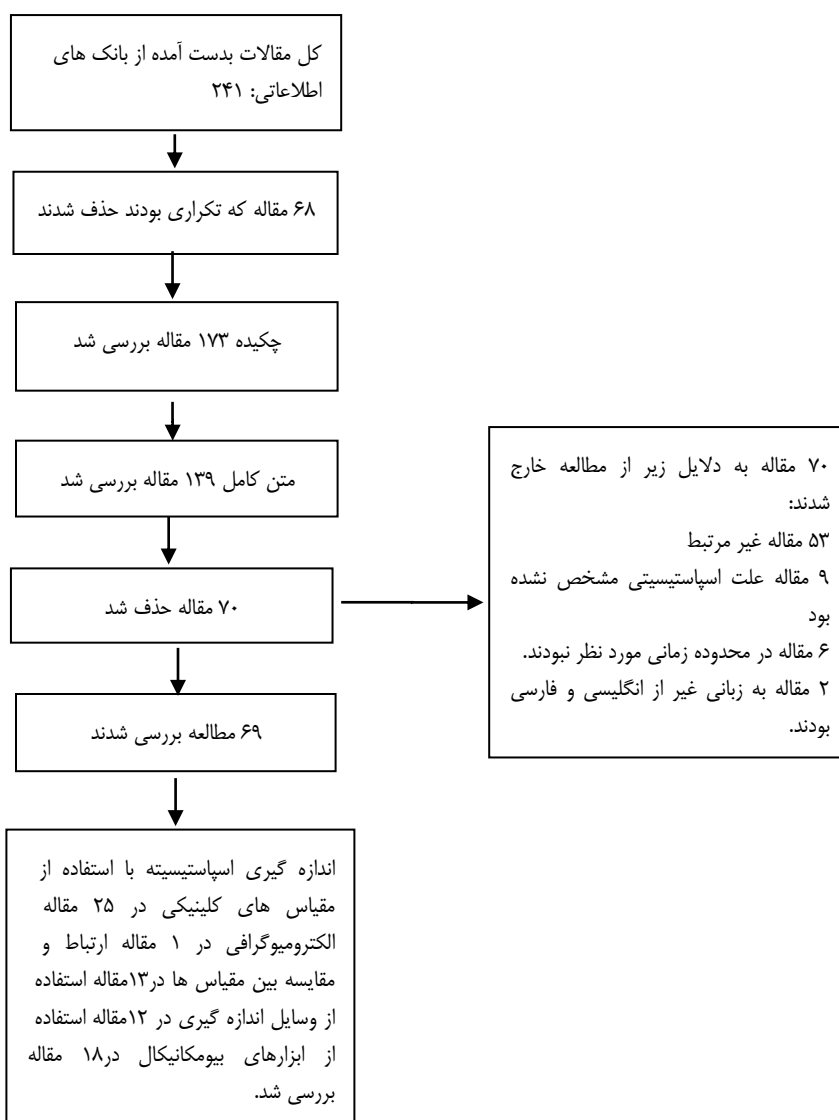 کل مقالات بدست آمده از بانک های
اطلاعاتی: ۲۴۱
۶۸ مقاله که تکراری بودند حذف شدند
چکیده ۱۷۳ مقاله بررسی شد
متن کامل ۱۳۹ مقاله بررسی شد
۷۰ مقاله حذف شد
۷۰ مقاله به دلایل زیر از مطالعه خارج
شدند:
۵۳ مقاله غیر مرتبط
۹ مقاله علت اسپاستیسیتی مشخص نشده
بود
۶ مقاله در محدوده زمانی مورد نظر نبودند.
۲ مقاله به زبانی غیر از انگلیسی و فارسی
بودند.
۶۹ مطالعه بررسی شدند
اندازه گیری اسپاستیسیته با استفاده از
مقیاس های کلینیکی در ۲۵ مقاله
الکترومیوگرافی در ۱ مقاله ارتباط و
مقایسه بین مقیاس ها در۱۳مقاله استفاده
از وسایل اندازه گیری در ۱۲مقاله استفاده
از ابزارهای بیومکانیکال در۱۸ مقاله
بررسی شد.